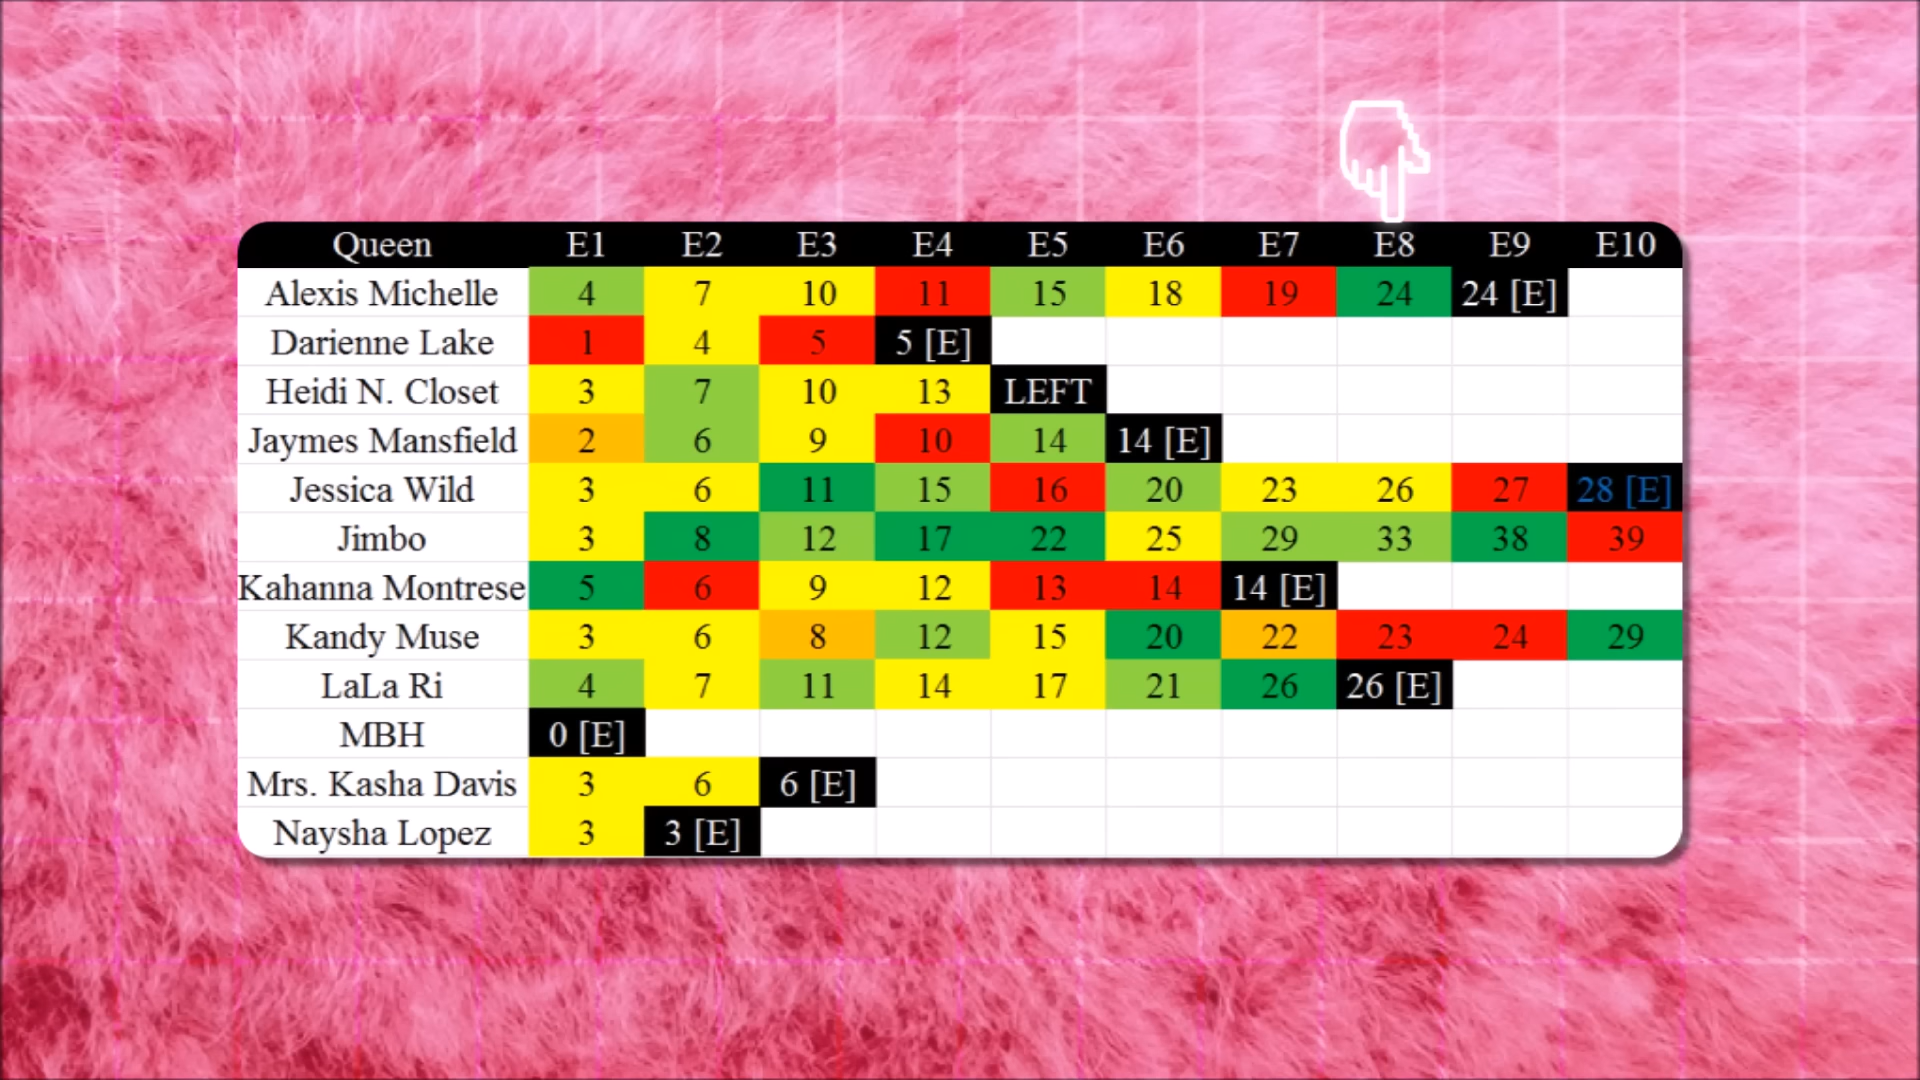 Queen E1 E2 E3 E4 E5 E6 E7 E8 E9 E10
Alexis Michelle 4 7 10 11 15 18 19 24 24 [E]
Darienne Lake 1 4 5 5 [E]
Heidi N. Closet 3 7 10 13 LEFT
Jaymes Mansfield 2 6 9 10 14 14 [E]
Jessica Wild 3 6 11 15 16 20 23 26 27 28 [E]
Jimbo 3 8 12 17 22 25 29 33 38 39
Kahanna Montrese 5 6 9 12 13 14 14 [E]
Kandy Muse 3 6 8 12 15 20 22 23 24 29
LaLa Ri 4 7 11 14 17 21 26 26 [E]
MBH 0 [E]
Mrs. Kasha Davis 3 6 6 [E]
Naysha Lopez 3 3 [E]